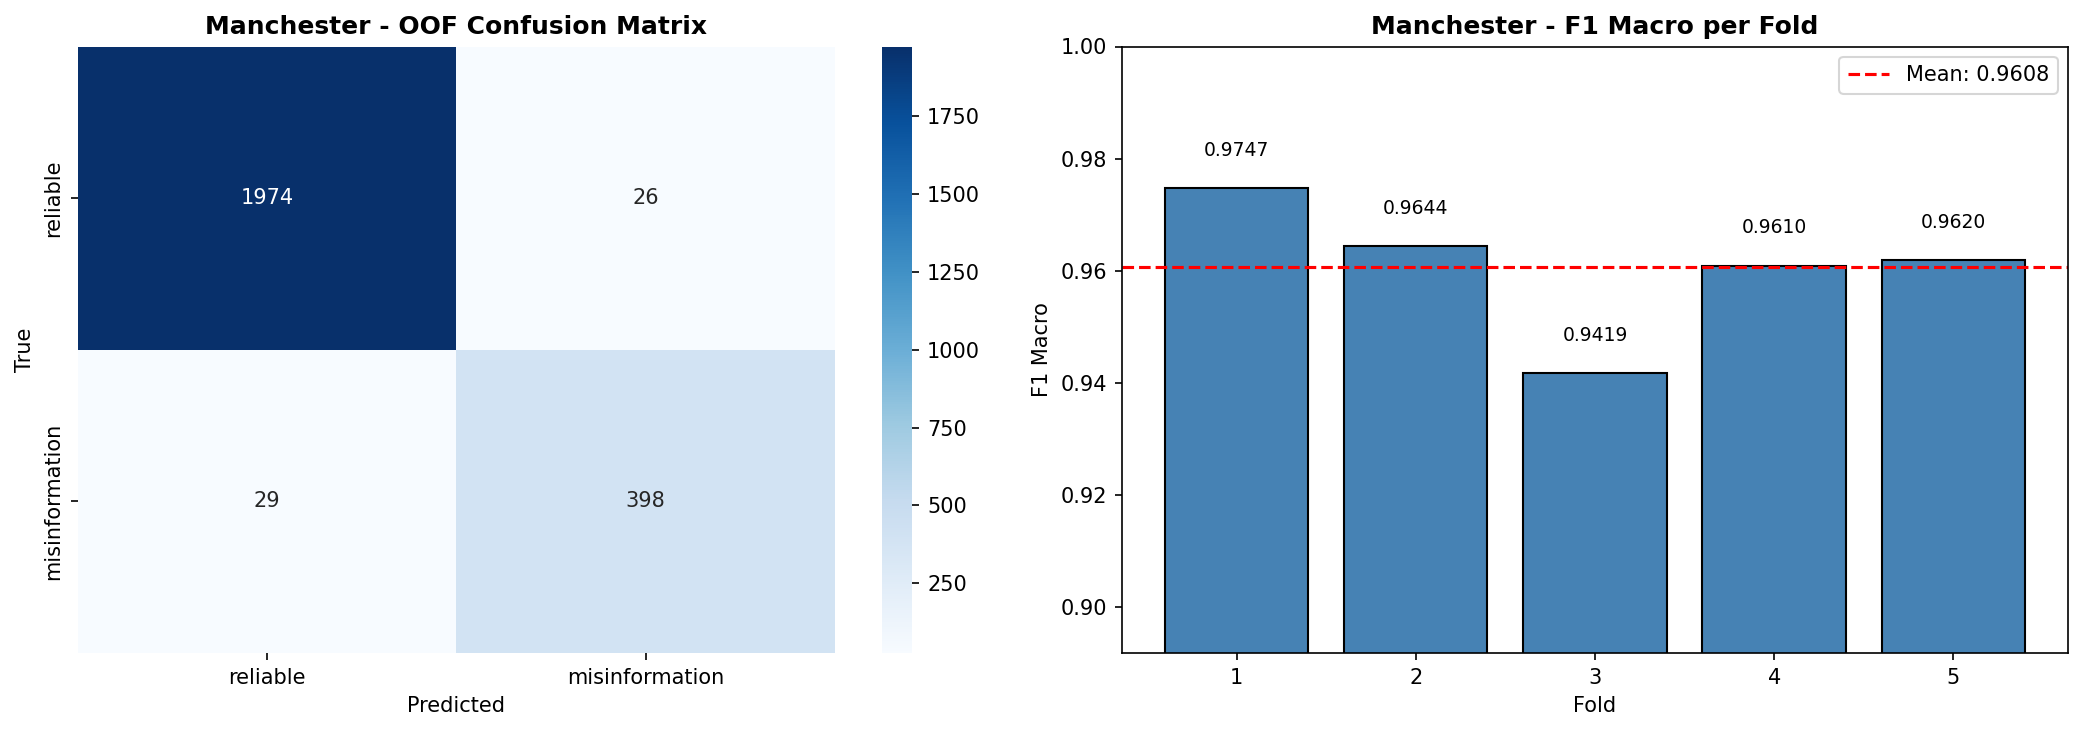 Manchester - OOF Confusion Matrix
reliable
misinformation
True
1974
26
29
398
reliable
misinformation
Predicted
1750
1500
1250
1000
750
500
250
Manchester - F1 Macro per Fold
Mean: 0.9608
F1 Macro
1.00
0.98
0.96
0.94
0.92
0.90
0.9747
0.9644
0.9419
0.9610
0.9620
1
2
3
4
5
Fold